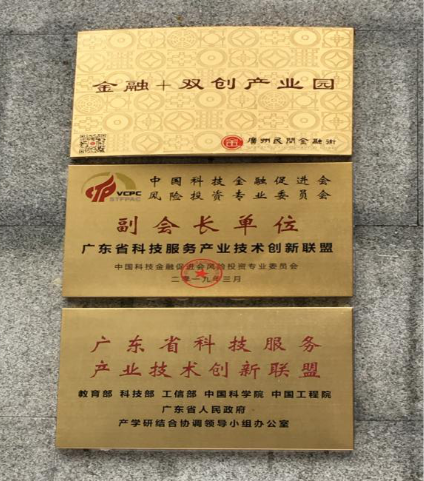 金融+双创产业园
廣州民間金融街
VCPC
STFPAC
中国科技金融促进会
风险投资专业委员会
副会长单位
广东省科技服务产业技术创新联盟
中国科技金融促进会风险投资专业委员会
二零一九年三月
广东省科技服务
产业技术创新联盟
教育部 科技部 工信部 中国科学院 中国工程院
广东省人民政府
产学研结合协调领导小组办公室